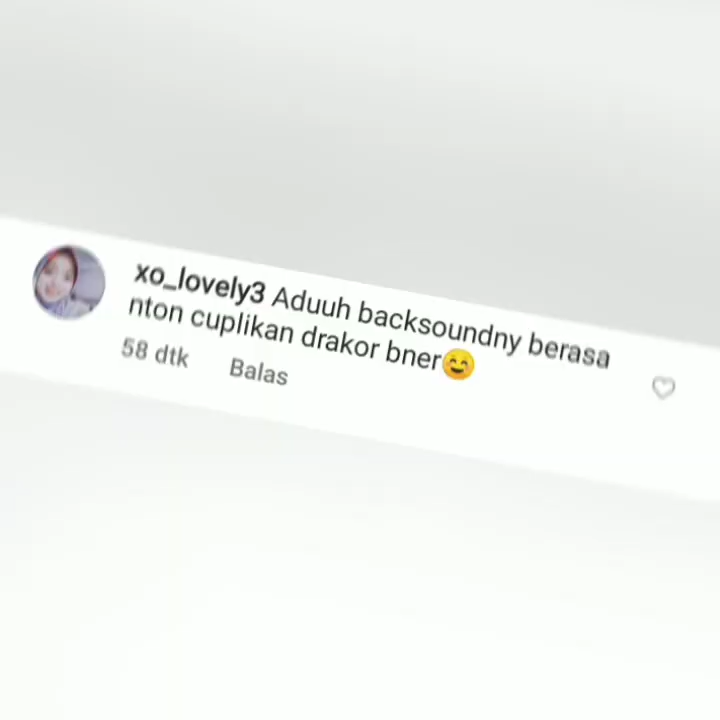 xo_lovely3 Aduuh backsoundny berasa
nton cuplikan drakor bner😊
58 dtk Balas